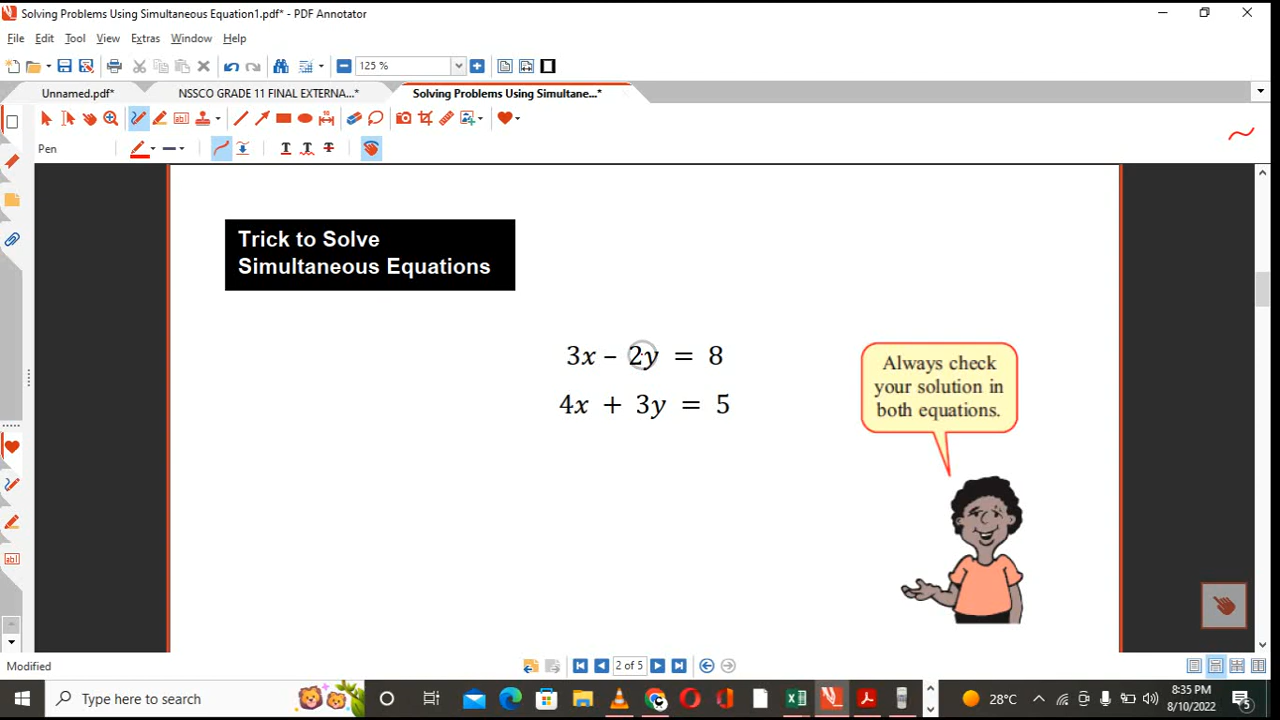 Solving Problems Using Simultaneous Equation1.pdf* - PDF Annotator
File Edit Tool View Extras Window Help
125 %
Unnamed.pdf* NSSCO GRADE 11 FINAL EXTERNA...* Solving Problems Using Simultane...*
Pen
Trick to Solve
Simultaneous Equations
3x – 2y = 8
4x + 3y = 5
Always check
your solution in
both equations.
Modified
2 of 5
Type here to search
28°C
8:35 PM
8/10/2022
5